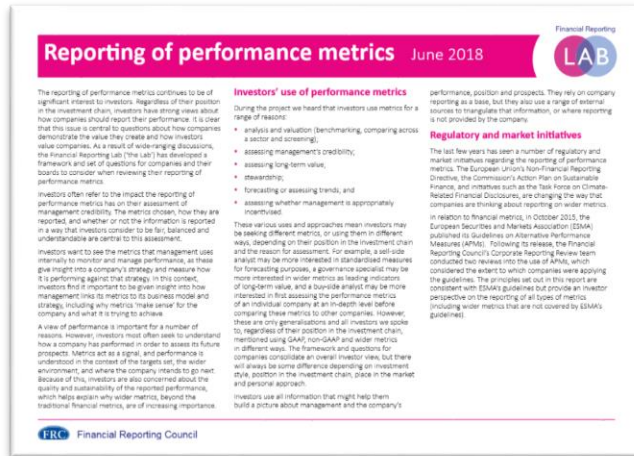 Financial Reporting
LAB
Reporting of performance metrics June 2018
The reporting of performance metrics continues to be of
significant interest to investors. Regardless of their position
in the investment chain, investors have strong views about
how companies should report their performance. It is clear
that this issue is central to questions about how companies
demonstrate the value they create and how investors
value companies. As a result of wide-ranging discussions,
the Financial Reporting Lab ('the Lab') has developed a
framework and set of questions for companies and their
boards to consider when reviewing their reporting of
performance metrics.
Investors often refer to the impact the reporting of
performance metrics has on their assessment of
management credibility. The metrics chosen, how they are
reported, and whether or not the information is reported
in a way that investors consider to be fair, balanced and
understandable are central to this assessment.
Investors want to see the metrics that management uses
internally to monitor and manage performance, as these
give insight into a company's strategy and measure how
it is performing against that strategy. In this context,
investors find it important to be given insight into how
management links its metrics to its business model and
strategy, including why metrics 'make sense' for the
company and what it is trying to achieve.
A view of performance is important for a number of
reasons. However, investors most often seek to understand
how a company has performed in order to assess its future
prospects. Metrics act as a signal, and performance is
understood in the context of the targets set, the wider
environment, and where the company intends to go next.
Because of this, investors are also concerned about the
quality and sustainability of the reported performance,
which helps explain why wider metrics, beyond the
traditional financial metrics, are of increasing importance.
Investors' use of performance metrics
During the project we heard that investors use metrics for a
range of reasons:
• analysis and valuation (benchmarking, comparing across
a sector and screening),
• assessing management's credibility;
• assessing long-term value;
• stewardship;
• forecasting or assessing trends, and
• assessing whether management is appropriately
incentivised.
These various uses and approaches mean investors may
be seeking different metrics, or using them in different
ways, depending on their position in the investment chain
and the reason for assessment. For example, a sell-side
analyst may be more interested in standardised measures
for forecasting purposes, a governance specialist may be
more interested in wider metrics as leading indicators
of long-term value, and a buy-side analyst may be more
interested in first assessing the performance metrics
of an individual company at an in-depth level before
comparing these metrics to other companies. However,
these are only generalisations and all investors we spoke
to, regardless of their position in the investment chain,
mentioned using GAAP, non-GAAP and wider metrics
in different ways. The framework and questions for
companies consolidate an overall investor view, but there
will always be some difference depending on investment
style, position in the investment chain, place in the market
and personal approach.
Investors use all information that might help them
build a picture about management and the company's
performance, position and prospects. They rely on company
reporting as a base, but they also use a range of external
sources to triangulate that information, or where reporting
is not provided by the company.
Regulatory and market initiatives
The last few years has seen a number of regulatory and
market initiatives regarding the reporting of performance
metrics. The European Union's Non-Financial Reporting
Directive, the Commission's Action Plan on Sustainable
Finance, and initiatives such as the Task Force on Climate-
Related Financial Disclosures, are changing the way that
companies are thinking about reporting on wider metrics.
In relation to financial metrics, in October 2015, the
European Securities and Markets Association (ESMA)
published its Guidelines on Alternative Performance
Measures (APMs). Following its release, the Financial
Reporting Council's Corporate Reporting Review team
conducted two reviews into the use of APMs, which
considered the extent to which companies were applying
the guidelines. The principles set out in this report are
consistent with ESMA's guidelines but provide an investor
perspective on the reporting of all types of metrics
(including wider metrics that are not covered by ESMA's
guidelines).
FRC Financial Reporting Council